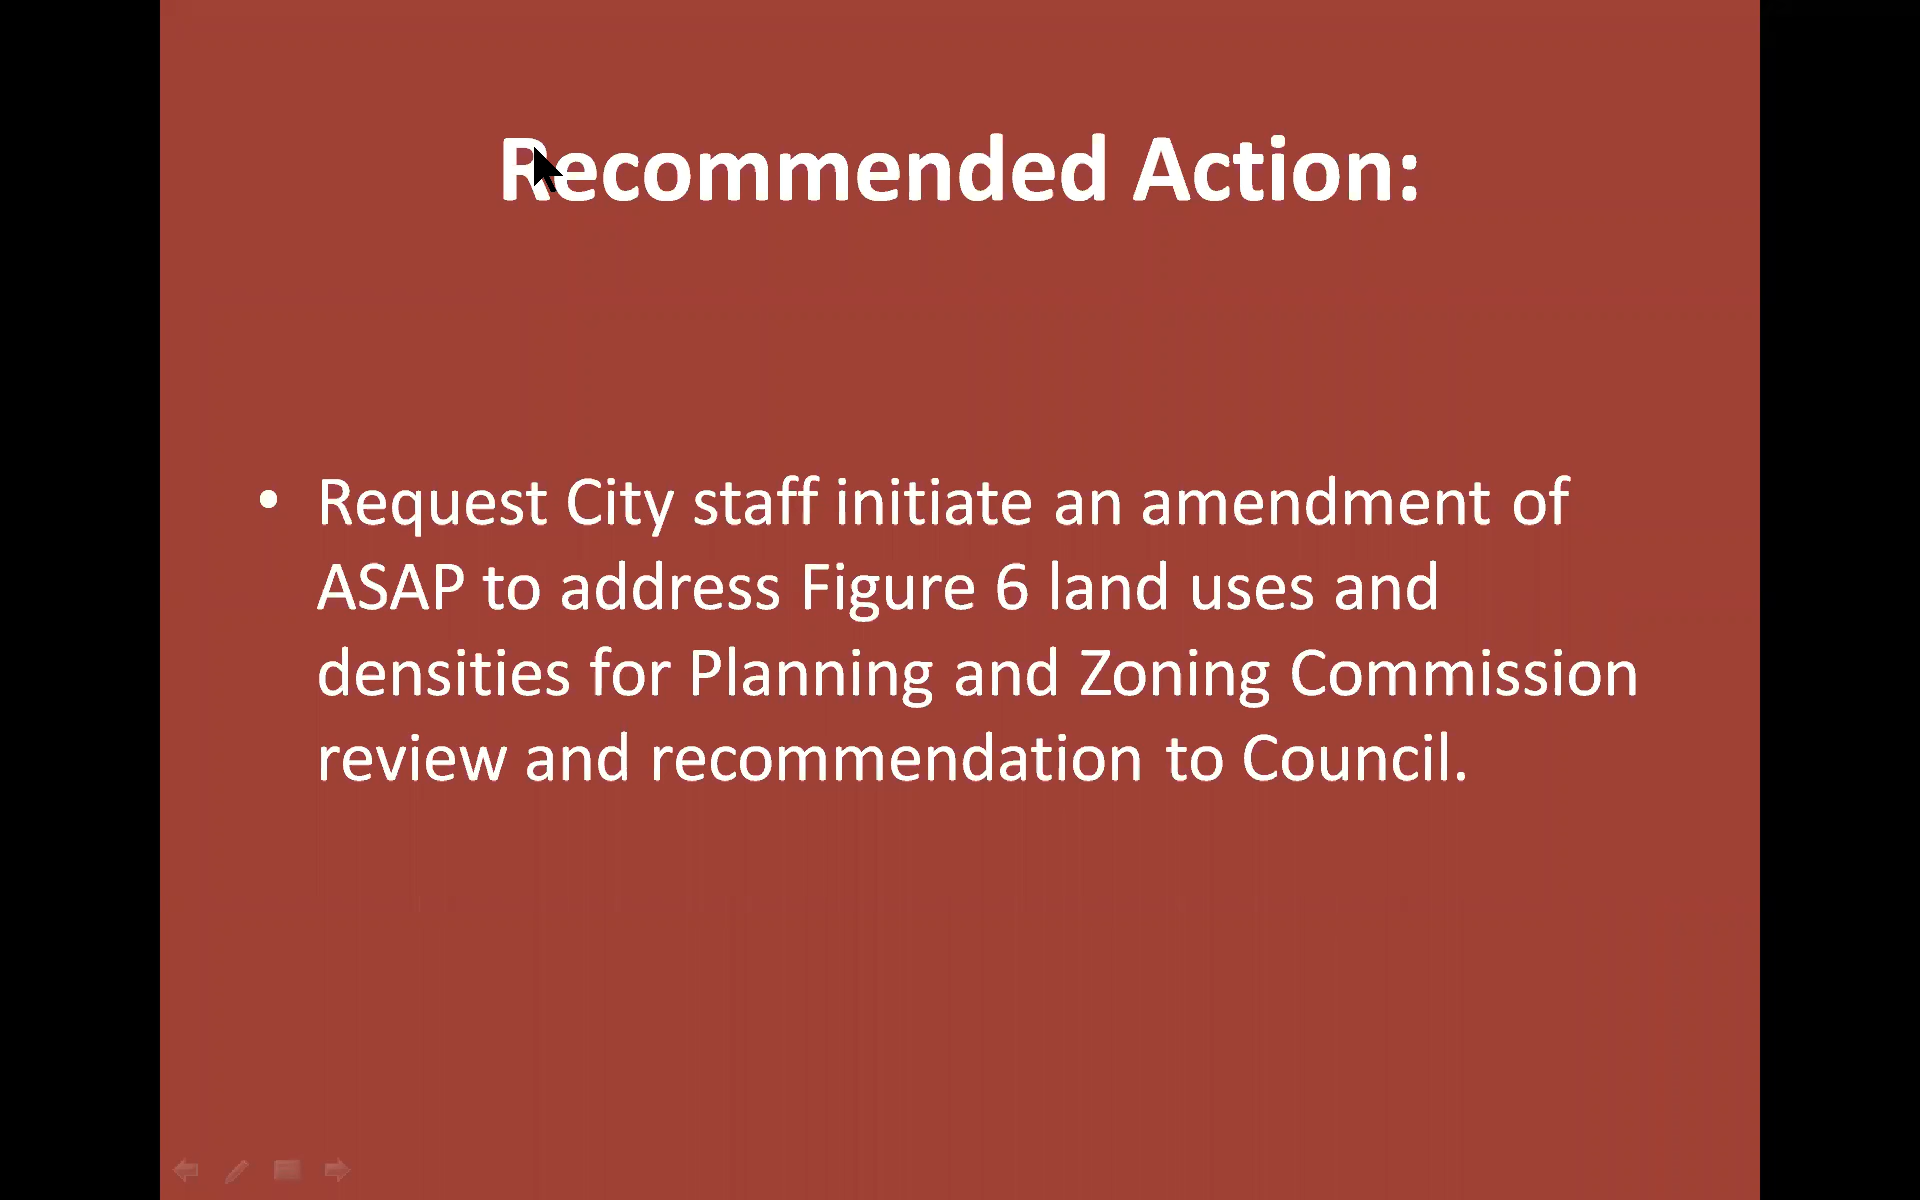 Recommended Action:
• Request City staff initiate an amendment of
ASAP to address Figure 6 land uses and
densities for Planning and Zoning Commission
review and recommendation to Council.